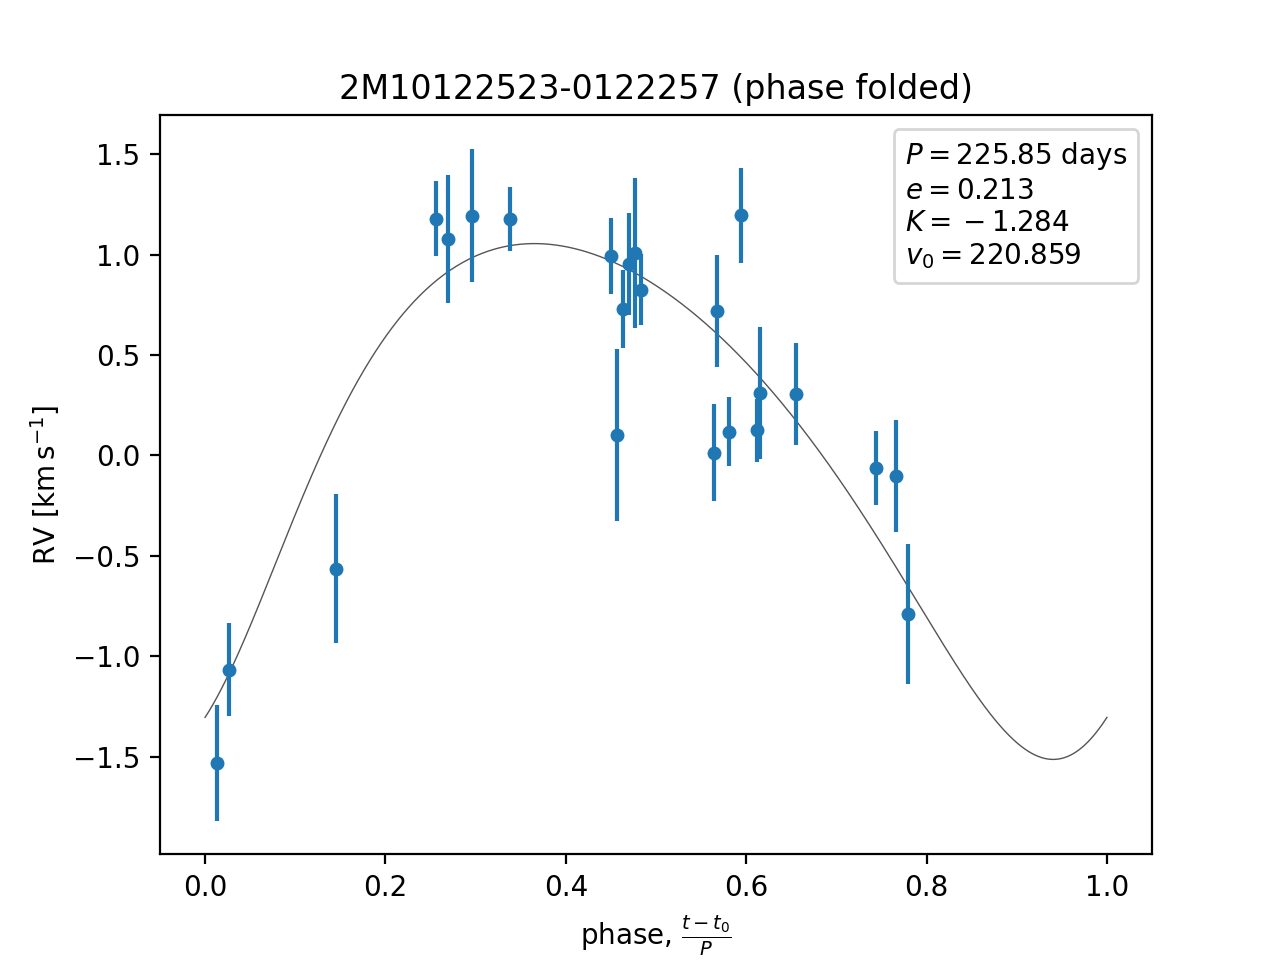 2M10122523-0122257 (phase folded)
P = 225.85 days
e = 0.213
K = −1.284
v₀ = 220.859
RV [km s⁻¹]
1.5
1.0
0.5
0.0
−0.5
−1.0
−1.5
0.0 0.2 0.4 0.6 0.8 1.0
phase, (t − t₀)/P